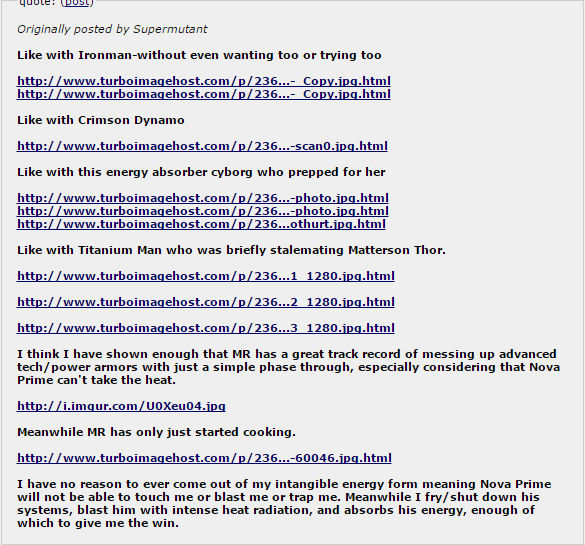 quote: (post)
Originally posted by Supermutant
Like with Ironman-without even wanting too or trying too
http://www.turboimagehost.com/p/236...-_Copy.jpg.html
http://www.turboimagehost.com/p/236...-_Copy.jpg.html
Like with Crimson Dynamo
http://www.turboimagehost.com/p/236...-scan0.jpg.html
Like with this energy absorber cyborg who prepped for her
http://www.turboimagehost.com/p/236...-photo.jpg.html
http://www.turboimagehost.com/p/236...-photo.jpg.html
http://www.turboimagehost.com/p/236...othurt.jpg.html
Like with Titanium Man who was briefly stalemating Matterson Thor.
http://www.turboimagehost.com/p/236...1_1280.jpg.html
http://www.turboimagehost.com/p/236...2_1280.jpg.html
http://www.turboimagehost.com/p/236...3_1280.jpg.html
I think I have shown enough that MR has a great track record of messing up advanced
tech/power armors with just a simple phase through, especially considering that Nova
Prime can't take the heat.
http://i.imgur.com/U0Xeu04.jpg
Meanwhile MR has only just started cooking.
http://www.turboimagehost.com/p/236...-60046.jpg.html
I have no reason to ever come out of my intangible energy form meaning Nova Prime
will not be able to touch me or blast me or trap me. Meanwhile I fry/shut down his
systems, blast him with intense heat radiation, and absorbs his energy, enough of
which to give me the win.